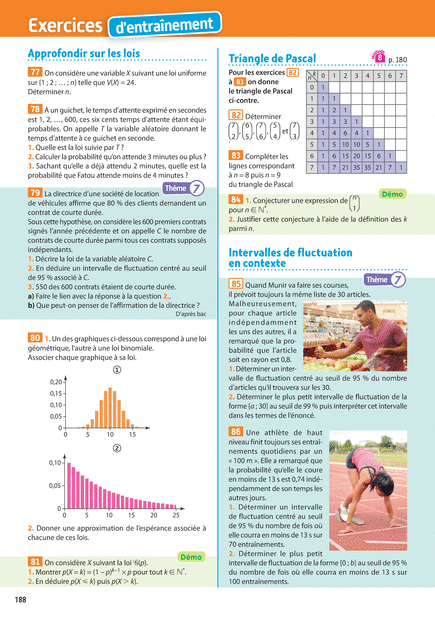 Exercices d'entraînement
Approfondir sur les lois
77 On considère une variable X suivant une loi uniforme
sur {1 ; 2 ; … ; n} telle que V(X) = 24.
Déterminer n.
78 À un guichet, le temps d'attente exprimé en secondes
est 1, 2, …, 600, ces six cents temps d'attente étant équi-
probables. On appelle T la variable aléatoire donnant le
temps d'attente à ce guichet en seconde.
1. Quelle est la loi suivie par T ?
2. Calculer la probabilité qu'on attende 3 minutes ou plus ?
3. Sachant qu'elle a déjà attendu 2 minutes, quelle est la
probabilité que Fatou attende moins de 4 minutes ?
Thème 7
79 La directrice d'une société de location
de véhicules affirme que 80 % des clients demandent un
contrat de courte durée.
Sous cette hypothèse, on considère les 600 premiers contrats
signés l'année précédente et on appelle C le nombre de
contrats de courte durée parmi tous ces contrats supposés
indépendants.
1. Décrire la loi de la variable aléatoire C.
2. En déduire un intervalle de fluctuation centré au seuil
de 95 % associé à C.
3. 550 des 600 contrats étaient de courte durée.
a) Faire le lien avec la réponse à la question 2..
b) Que peut-on penser de l'affirmation de la directrice ?
D'après bac
80 1. Un des graphiques ci-dessous correspond à une loi
géométrique, l'autre à une loi binomiale.
Associer chaque graphique à sa loi.
①
0,20
0,15
0,10
0,05
0
0 5 10 15
②
0,10
0,05
0
0 5 10 15 20 25
2. Donner une approximation de l'espérance associée à
chacune de ces lois.
Démo
81 On considère X suivant la loi 𝒢(p).
1. Montrer p(X = k) = (1 – p)ᵏ⁻¹ × p pour tout k ∈ ℕ*.
2. En déduire p(X ⩽ k) puis p(X > k).
188
Triangle de Pascal
8 p. 180
Pour les exercices 82
à 83 on donne
le triangle de Pascal
ci-contre.
n k 0 1 2 3 4 5 6 7
0 1
1 1 1
2 1 2 1
3 1 3 3 1
4 1 4 6 4 1
5 1 5 10 10 5 1
6 1 6 15 20 15 6 1
7 1 7 21 35 35 21 7 1
82 Déterminer
(7 2), (7 6), (5 4) et (7 3)
83 Compléter les
lignes correspondant
à n = 8 puis n = 9
du triangle de Pascal
Démo
84 1. Conjecturer une expression de (n 1)
pour n ∈ ℕ*.
2. Justifier cette conjecture à l'aide de la définition des k
parmi n.
Intervalles de fluctuation
en contexte
Thème 7
85 Quand Munir va faire ses courses,
il prévoit toujours la même liste de 30 articles.
Malheureusement,
pour chaque article
indépendamment
les uns des autres, il a
remarqué que la pro-
babilité que l'article
soit en rayon est 0,8.
1. Déterminer un inter-
valle de fluctuation centré au seuil de 95 % du nombre
d'articles qu'il trouvera sur les 30.
2. Déterminer le plus petit intervalle de fluctuation de la
forme [a ; 30] au seuil de 99 % puis interpréter cet intervalle
dans les termes de l'énoncé.
86 Une athlète de haut
niveau finit toujours ses entraî-
nements quotidiens par un
« 100 m ». Elle a remarqué que
la probabilité qu'elle le coure
en moins de 13 s est 0,74 indé-
pendamment de son temps les
autres jours.
1. Déterminer un intervalle
de fluctuation centré au seuil
de 95 % du nombre de fois où
elle courra en moins de 13 s sur
70 entraînements.
2. Déterminer le plus petit
intervalle de fluctuation de la forme [0 ; b] au seuil de 95 %
du nombre de fois où elle courra en moins de 13 s sur
100 entraînements.